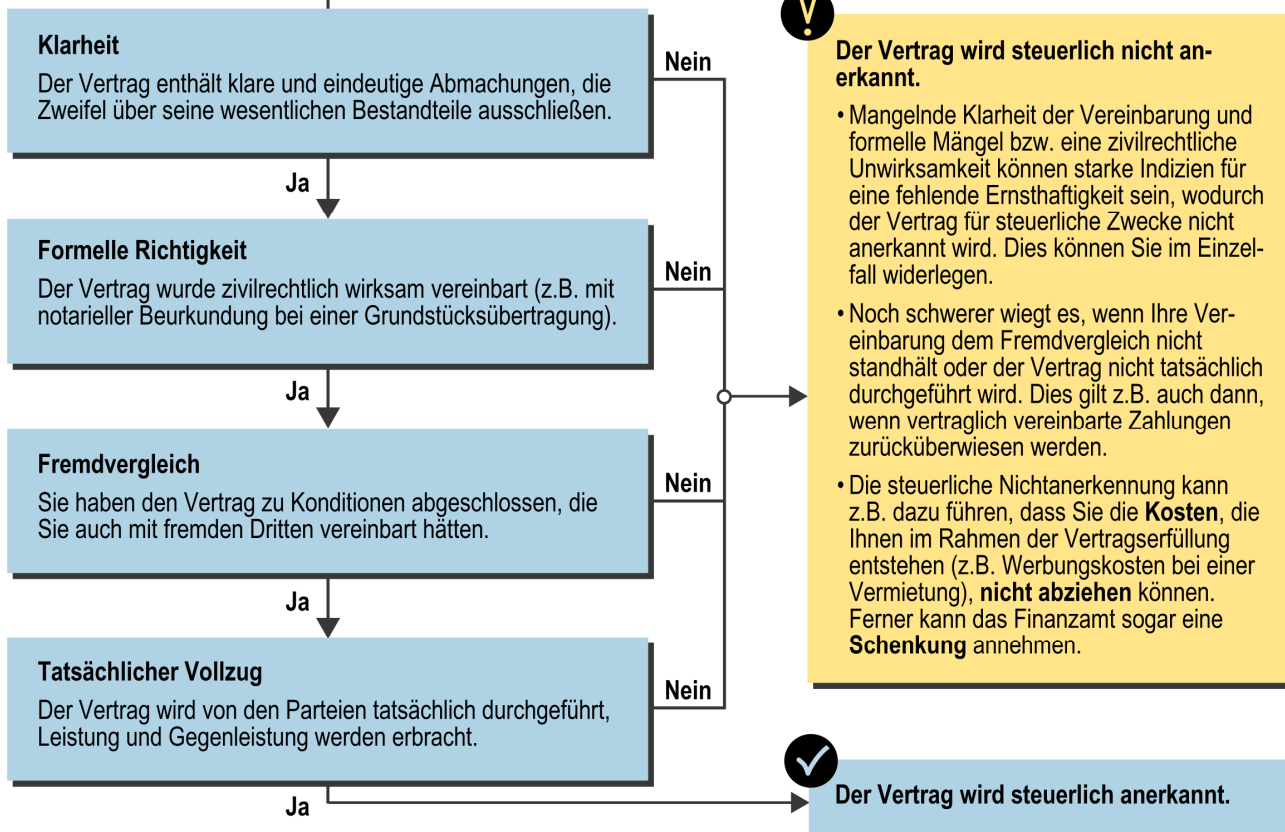 Klarheit
Der Vertrag enthält klare und eindeutige Abmachungen, die
Zweifel über seine wesentlichen Bestandteile ausschließen.
Nein
Ja
Formelle Richtigkeit
Der Vertrag wurde zivilrechtlich wirksam vereinbart (z.B. mit
notarieller Beurkundung bei einer Grundstücksübertragung).
Nein
Ja
Fremdvergleich
Sie haben den Vertrag zu Konditionen abgeschlossen, die
Sie auch mit fremden Dritten vereinbart hätten.
Nein
Ja
Tatsächlicher Vollzug
Der Vertrag wird von den Parteien tatsächlich durchgeführt,
Leistung und Gegenleistung werden erbracht.
Nein
Ja
Der Vertrag wird steuerlich nicht an-
erkannt.
• Mangelnde Klarheit der Vereinbarung und
formelle Mängel bzw. eine zivilrechtliche
Unwirksamkeit können starke Indizien für
eine fehlende Ernsthaftigkeit sein, wodurch
der Vertrag für steuerliche Zwecke nicht
anerkannt wird. Dies können Sie im Einzel-
fall widerlegen.
• Noch schwerer wiegt es, wenn Ihre Ver-
einbarung dem Fremdvergleich nicht
standhält oder der Vertrag nicht tatsächlich
durchgeführt wird. Dies gilt z.B. auch dann,
wenn vertraglich vereinbarte Zahlungen
zurücküberwiesen werden.
• Die steuerliche Nichtanerkennung kann
z.B. dazu führen, dass Sie die Kosten, die
Ihnen im Rahmen der Vertragserfüllung
entstehen (z.B. Werbungskosten bei einer
Vermietung), nicht abziehen können.
Ferner kann das Finanzamt sogar eine
Schenkung annehmen.
Der Vertrag wird steuerlich anerkannt.